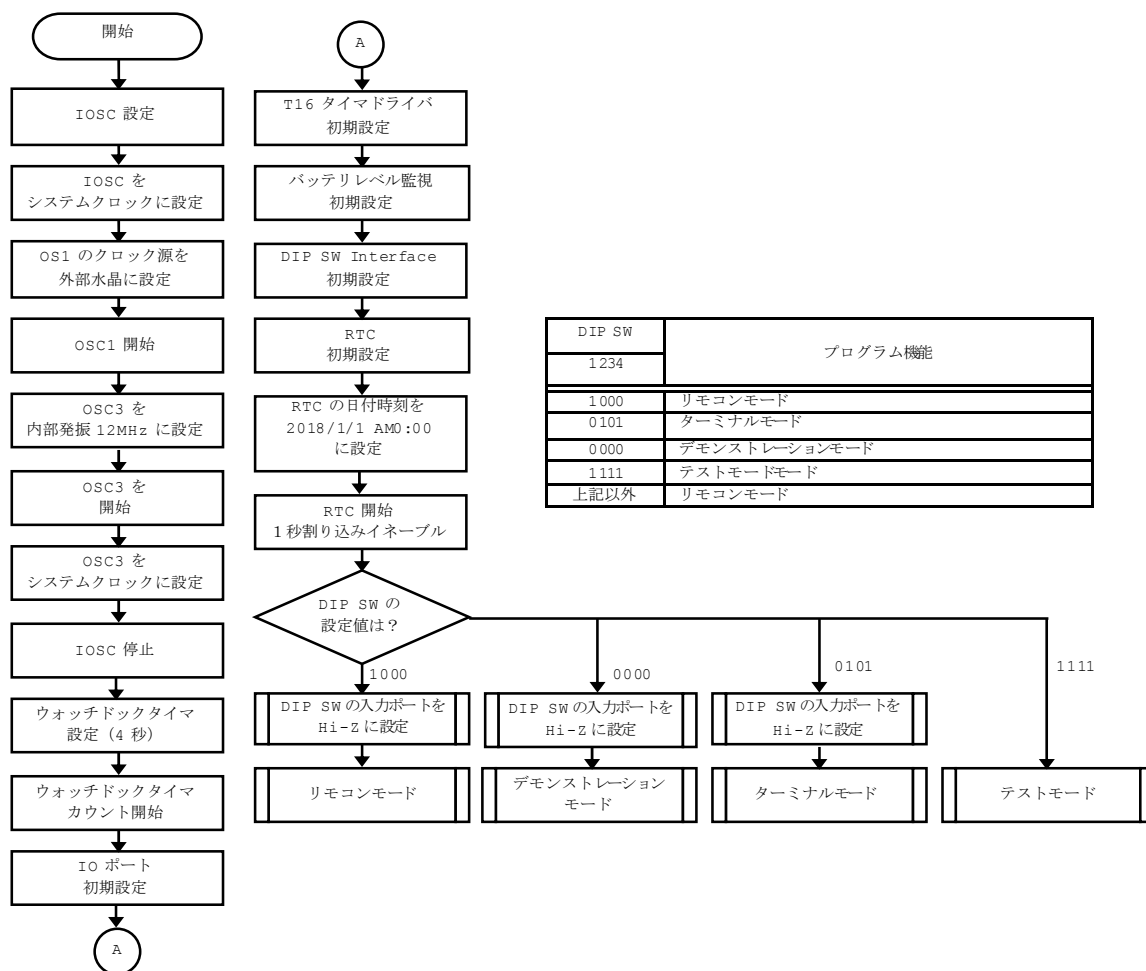 開始
IOSC 設定
IOSC を
システムクロックに設定
OS1 のクロック源を
外部水晶に設定
OSC1 開始
OSC3 を
内部発振 12MHz に設定
OSC3 を
開始
OSC3 を
システムクロックに設定
IOSC 停止
ウォッチドックタイマ
設定（4 秒）
ウォッチドックタイマ
カウント開始
IO ポート
初期設定
A
A
T16 タイマドライバ
初期設定
バッテリレベル監視
初期設定
DIP SW Interface
初期設定
RTC
初期設定
RTC の日付時刻を
2018/1/1 AM0:00
に設定
RTC 開始
１秒割り込みイネーブル
DIP SW の
設定値は？
1000
DIP SW の入力ポートを
Hi-Z に設定
リモコンモード
0000
DIP SW の入力ポートを
Hi-Z に設定
デモンストレーション
モード
0101
DIP SW の入力ポートを
Hi-Z に設定
ターミナルモード
1111
テストモード
DIP SW
1234
プログラム機能
1000 リモコンモード
0101 ターミナルモード
0000 デモンストレーションモード
1111 テストモードモード
上記以外 リモコンモード